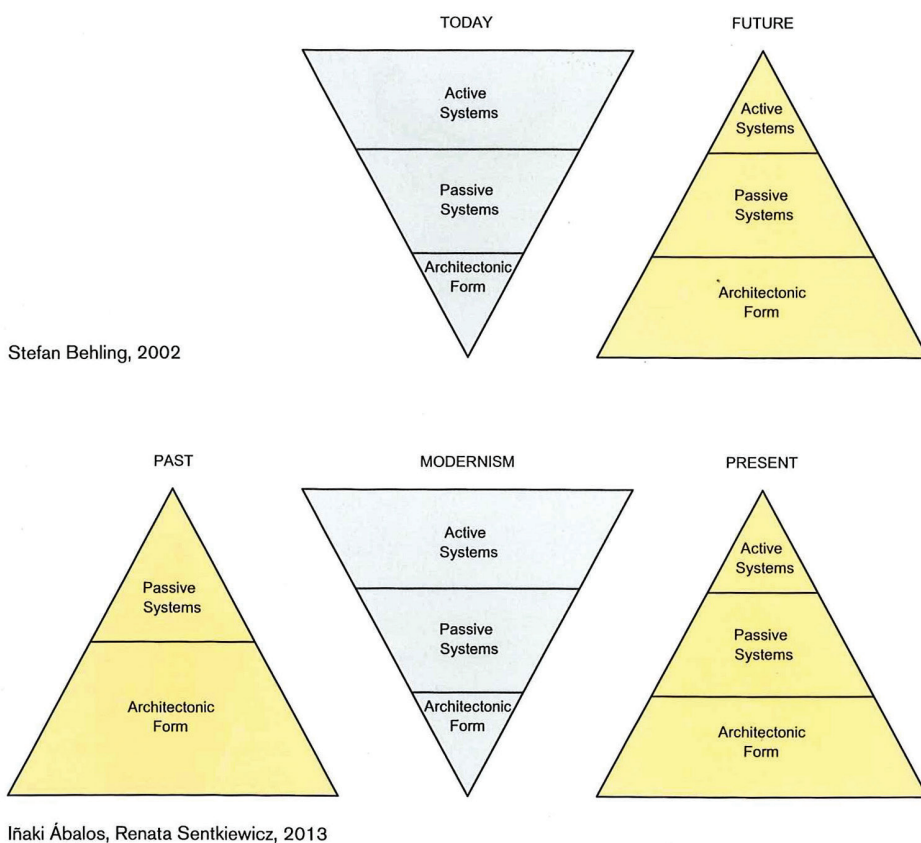 TODAY
FUTURE
Active
Systems
Passive
Systems
Architectonic
Form
Active
Systems
Passive
Systems
Architectonic
Form
Stefan Behling, 2002
PAST
MODERNISM
PRESENT
Passive
Systems
Architectonic
Form
Active
Systems
Passive
Systems
Architectonic
Form
Active
Systems
Passive
Systems
Architectonic
Form
Iñaki Ábalos, Renata Sentkiewicz, 2013